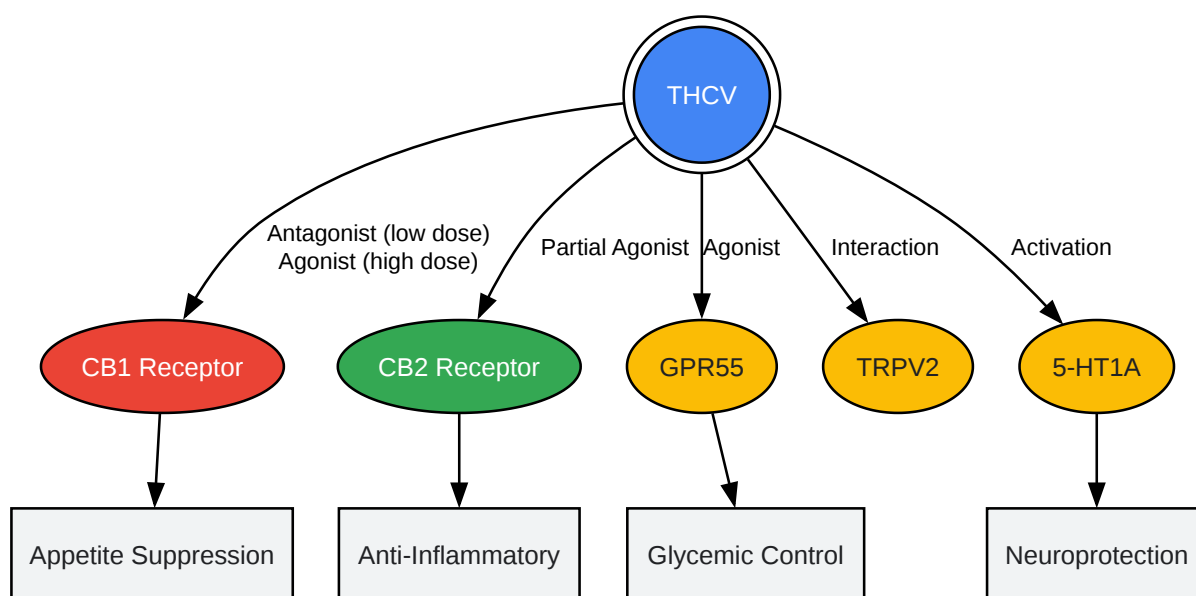 THCV
Antagonist (low dose)
Agonist (high dose)
Partial Agonist
Agonist
Interaction
Activation
CB1 Receptor
CB2 Receptor
GPR55
TRPV2
5-HT1A
Appetite Suppression
Anti-Inflammatory
Glycemic Control
Neuroprotection